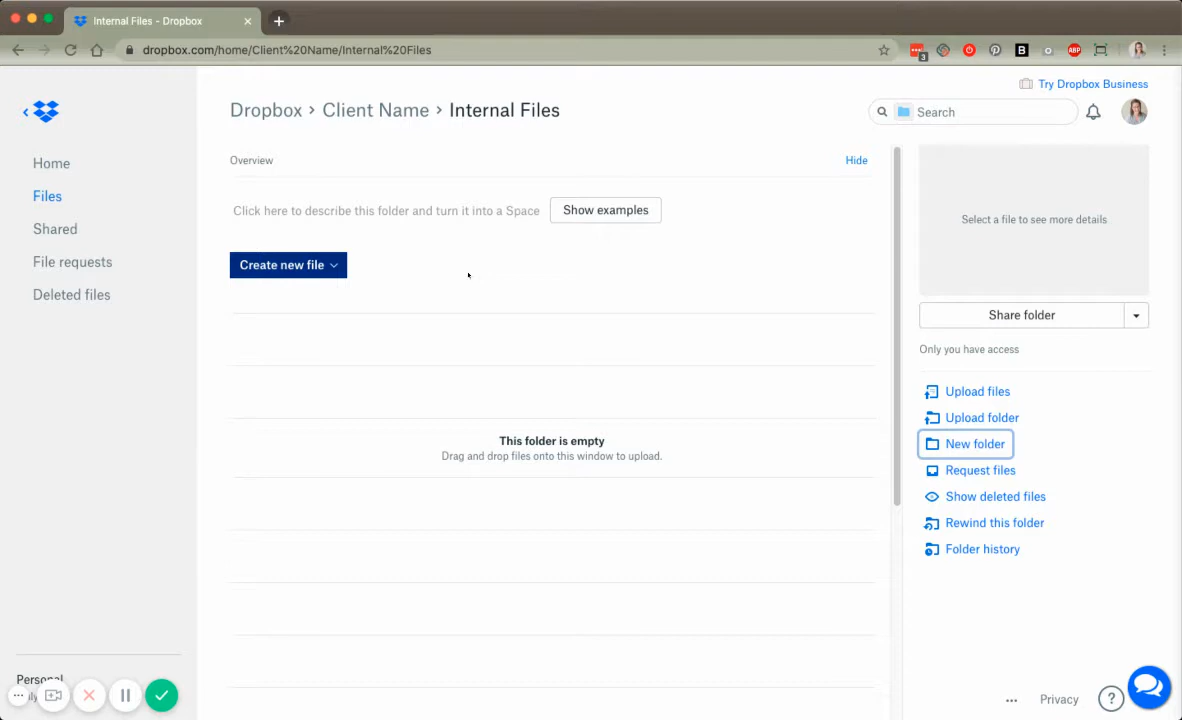 Internal Files - Dropbox
dropbox.com/home/Client%20Name/Internal%20Files
3
B
ABP
Try Dropbox Business
Dropbox › Client Name › Internal Files
Search
Home
Files
Shared
File requests
Deleted files
Overview
Hide
Click here to describe this folder and turn it into a Space
Show examples
Create new file
This folder is empty
Drag and drop files onto this window to upload.
Select a file to see more details
Share folder
Only you have access
Upload files
Upload folder
New folder
Request files
Show deleted files
Rewind this folder
Folder history
Personal
Privacy
?